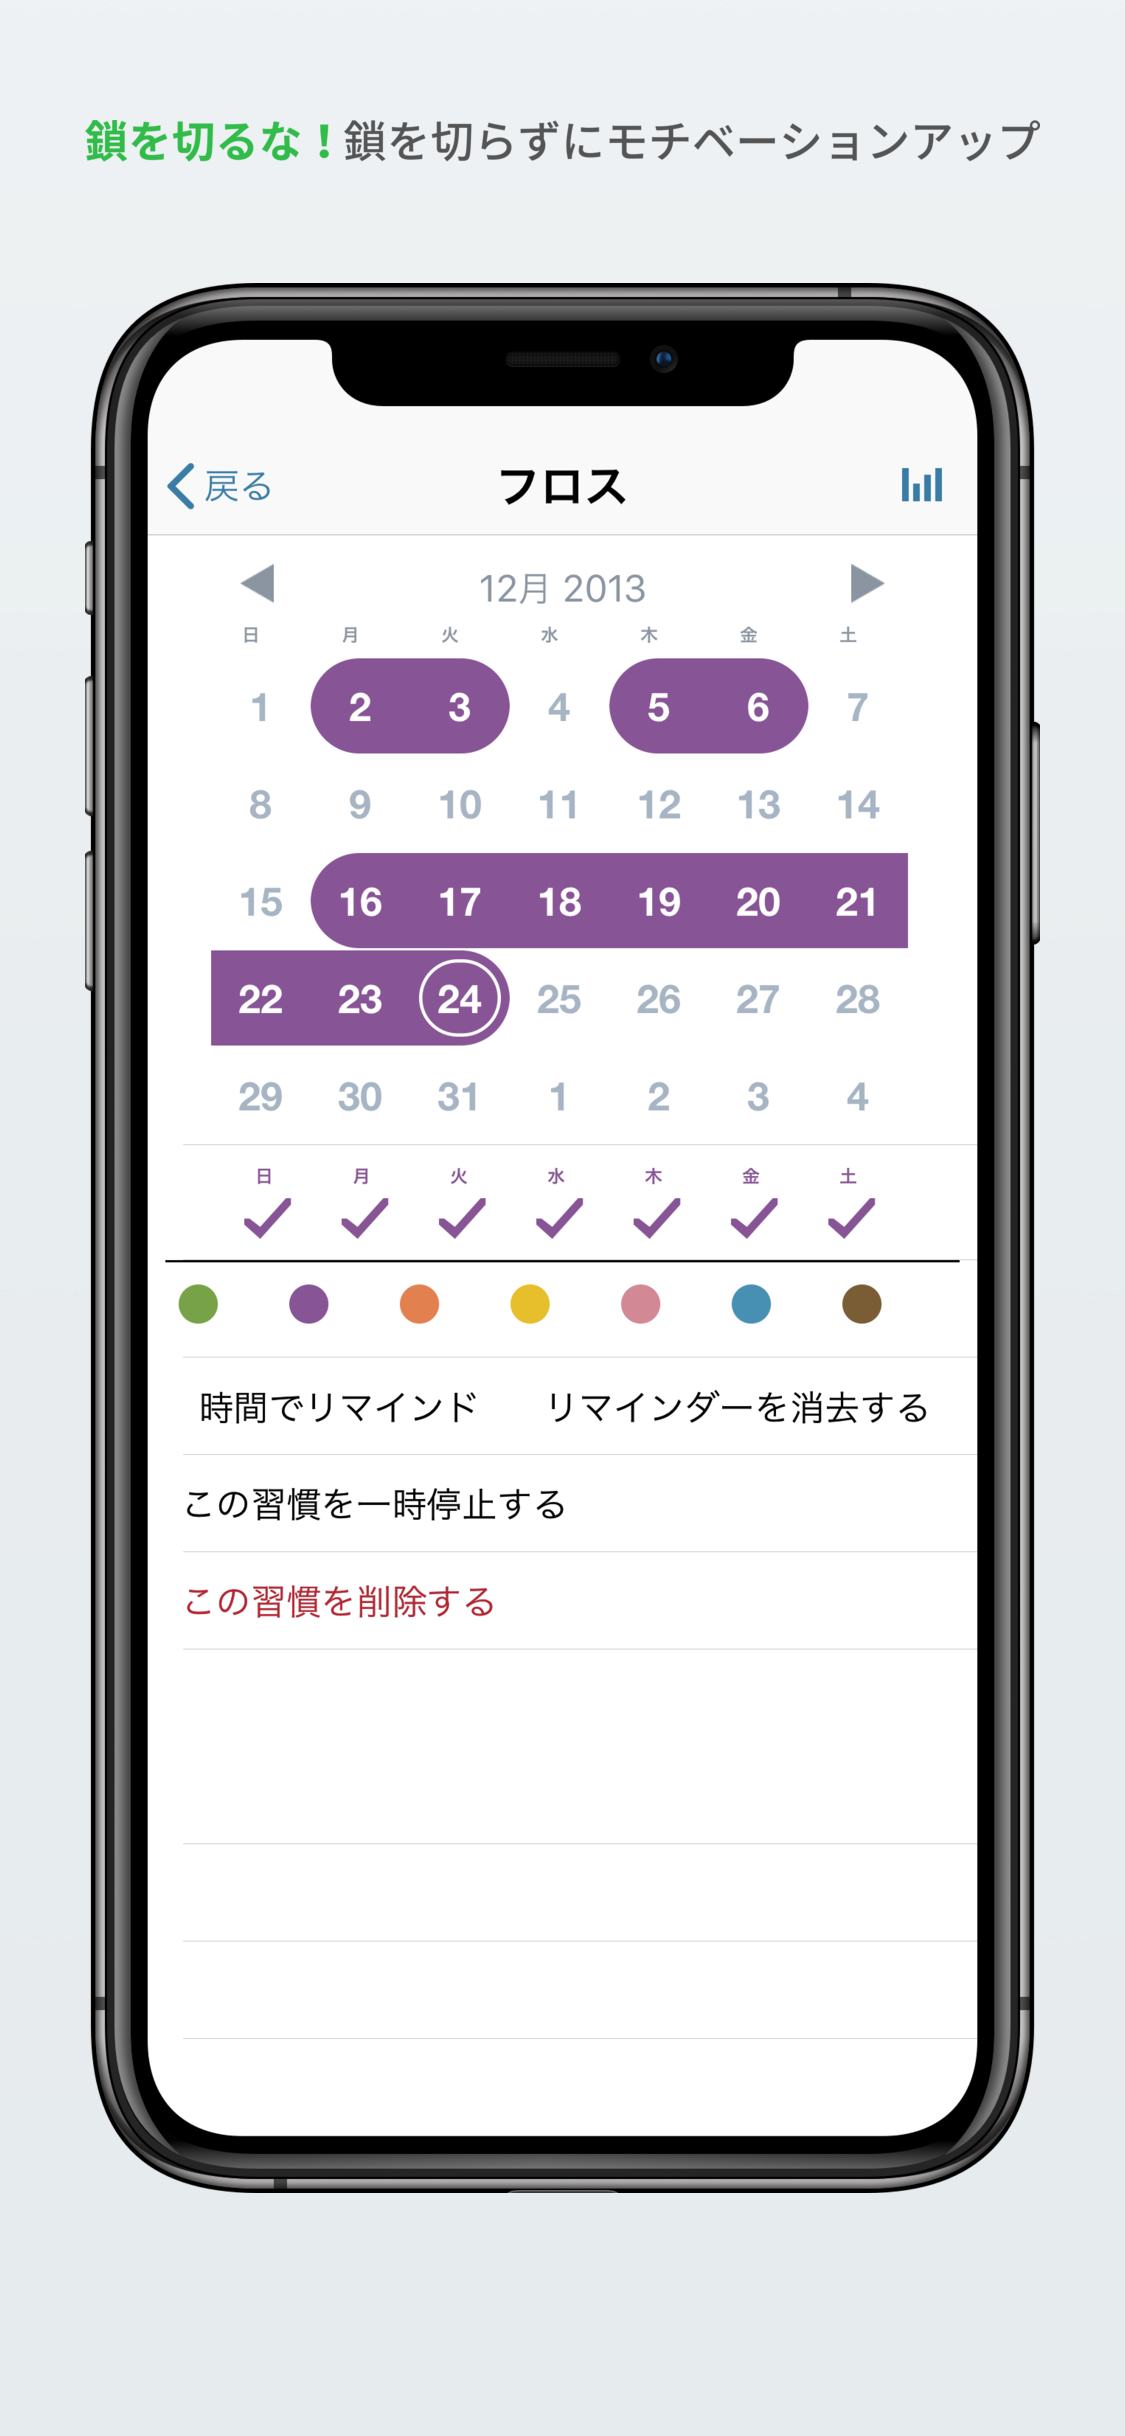 鎖を切るな！鎖を切らずにモチベーションアップ
戻る フロス
12月 2013
日 月 火 水 木 金 土
1 2 3 4 5 6 7
8 9 10 11 12 13 14
15 16 17 18 19 20 21
22 23 24 25 26 27 28
29 30 31 1 2 3 4
日 月 火 水 木 金 土
時間でリマインド リマインダーを消去する
この習慣を一時停止する
この習慣を削除する